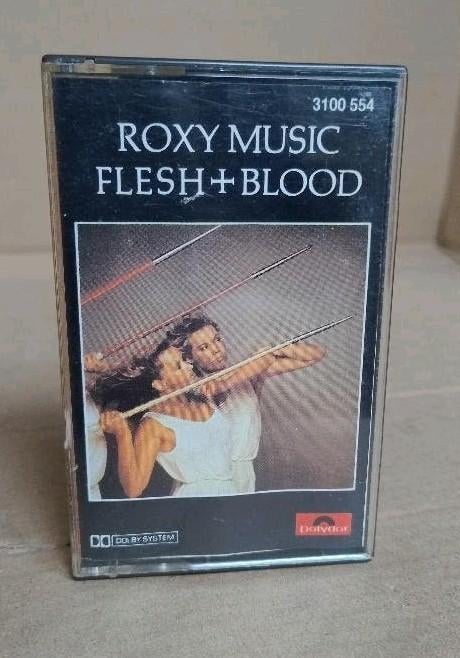 3100 554
ROXY MUSIC
FLESH+BLOOD
DOLBY SYSTEM
Polydor